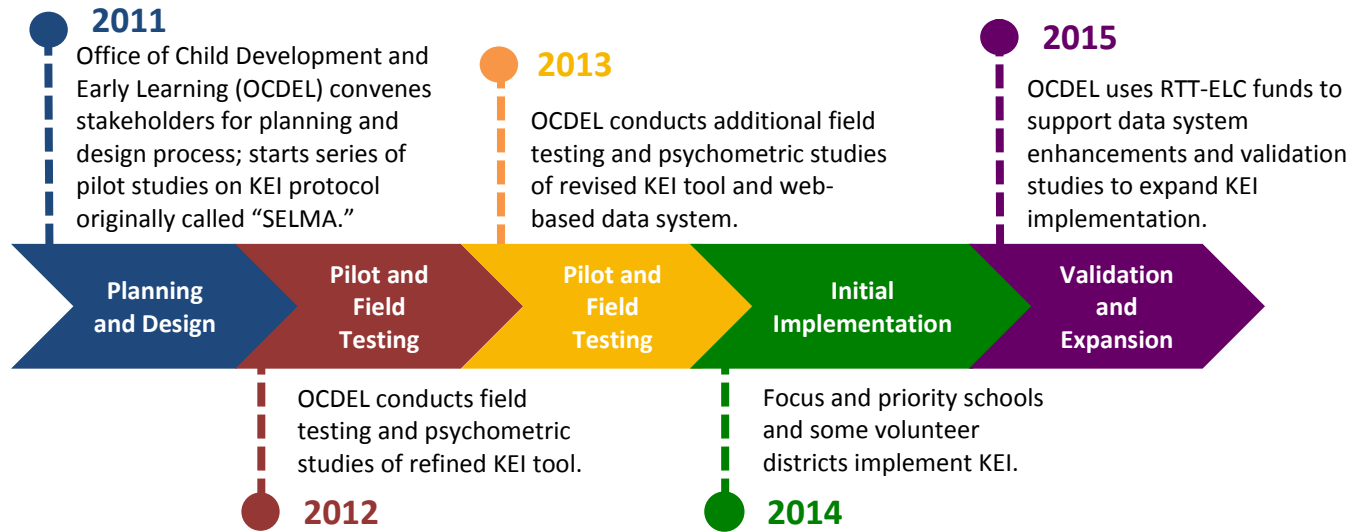 2011
Office of Child Development and
Early Learning (OCDEL) convenes
stakeholders for planning and
design process; starts series of
pilot studies on KEI protocol
originally called “SELMA.”
2013
OCDEL conducts additional field
testing and psychometric studies
of revised KEI tool and web-
based data system.
2015
OCDEL uses RTT-ELC funds to
support data system
enhancements and validation
studies to expand KEI
implementation.
Planning
and Design
Pilot and
Field
Testing
Pilot and
Field
Testing
Initial
Implementation
Validation
and
Expansion
OCDEL conducts field
testing and psychometric
studies of refined KEI tool.
2012
Focus and priority schools
and some volunteer
districts implement KEI.
2014